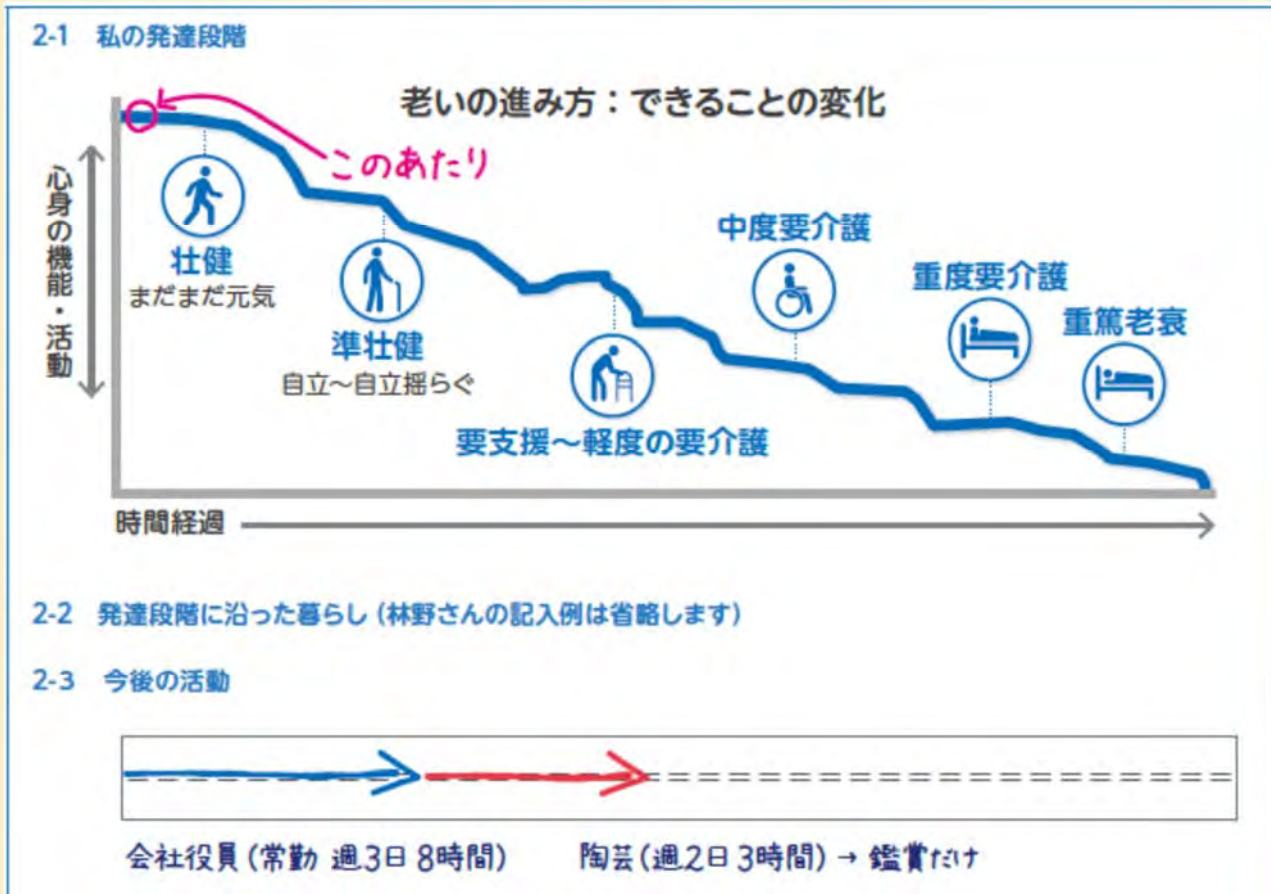 2-1 私の発達段階
老いの進み方：できることの変化
このあたり
心身の機能・活動
壮健
まだまだ元気
準壮健
自立～自立揺らぐ
要支援～軽度の要介護
中度要介護
重度要介護
重篤老衰
時間経過
2-2 発達段階に沿った暮らし（林野さんの記入例は省略します）
2-3 今後の活動
会社役員（常勤 週3日 8時間） 陶芸（週2日 3時間）→ 鑑賞だけ